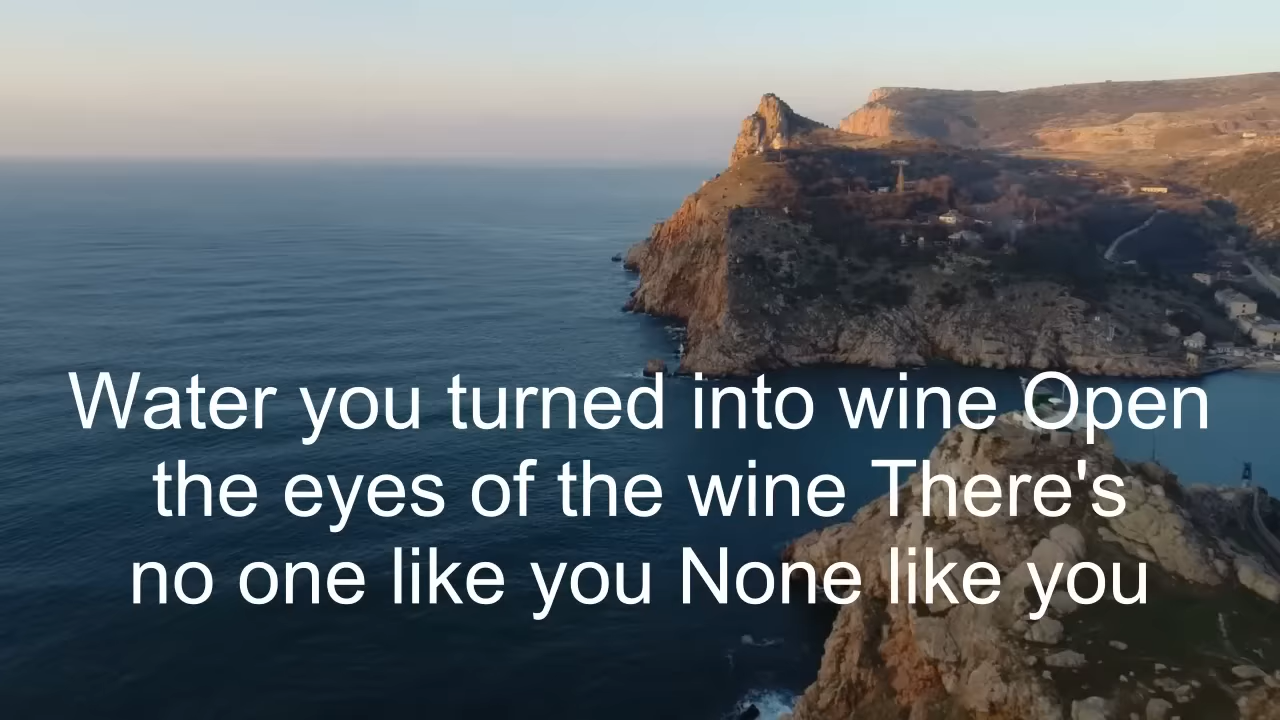 Water you turned into wine Open
the eyes of the wine There's
no one like you None like you